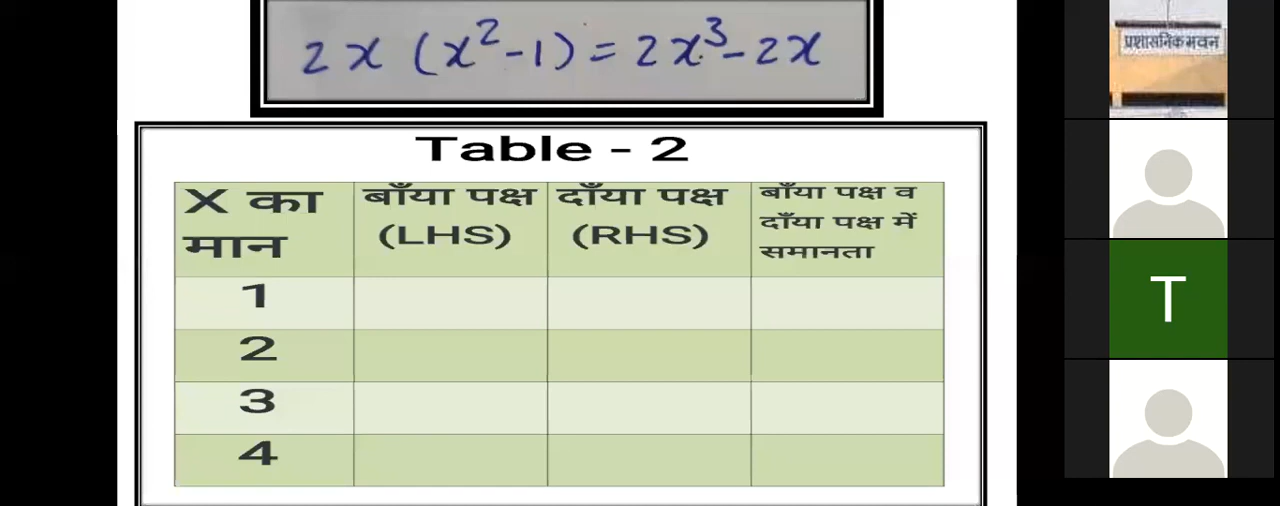 2x (x²-1) = 2x³-2x
प्रशासनिक भवन
Table - 2
X का मान
बाँया पक्ष (LHS)
दाँया पक्ष (RHS)
बाँया पक्ष व दाँया पक्ष में समानता
1
2
3
4
T